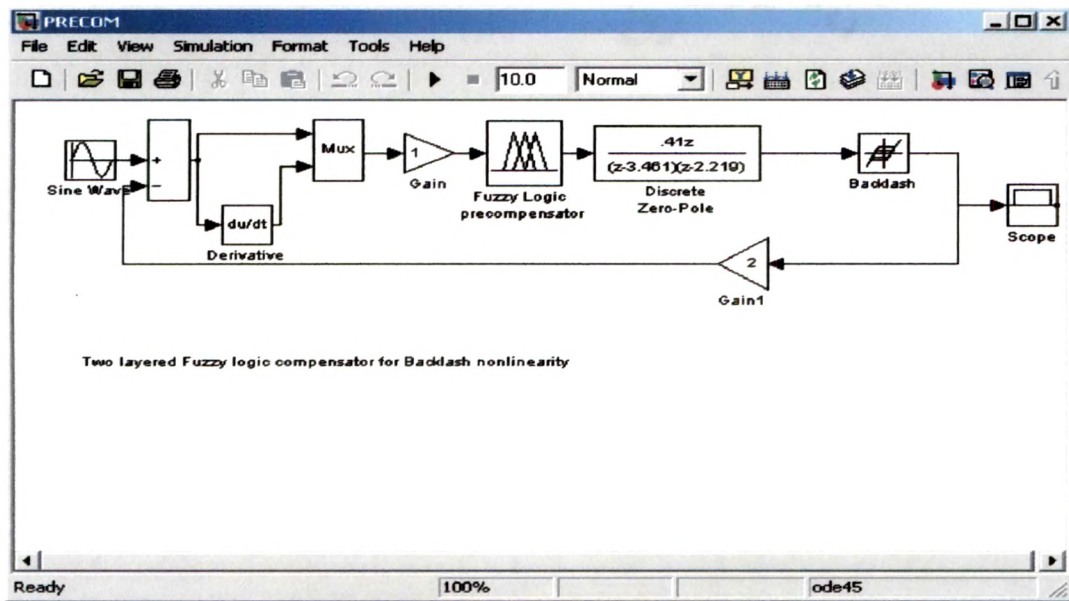 PRECOM
File Edit View Simulation Format Tools Help
10.0 Normal
+
−
Mux
1
.41z
(z-3.461)(z-2.219)
Sine Wave
Gain
Fuzzy Logic
precompensator
Discrete
Zero-Pole
Backlash
Scope
du/dt
Derivative
2
Gain1
Two layered Fuzzy logic compensator for Backlash nonlinearity
Ready 100% ode45